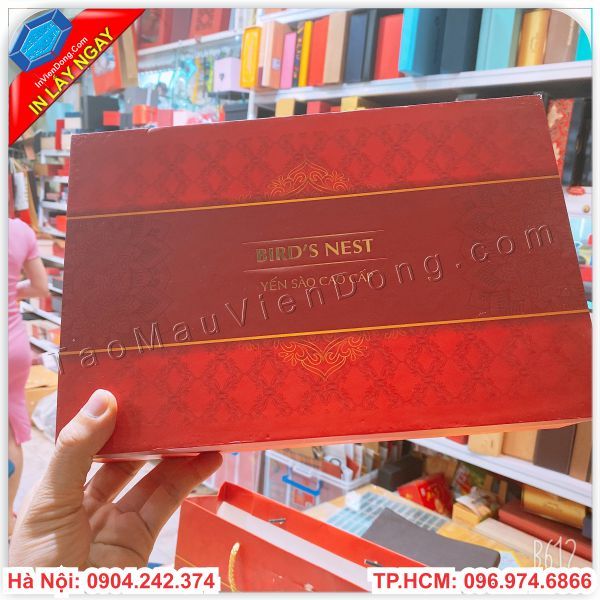 InVienDong.Com
IN LẤY NGAY
BIRD'S NEST
YẾN SÀO CAO CẤP
TaoMauVienDong.com
B612
Hà Nội: 0904.242.374
TP.HCM: 096.974.6866